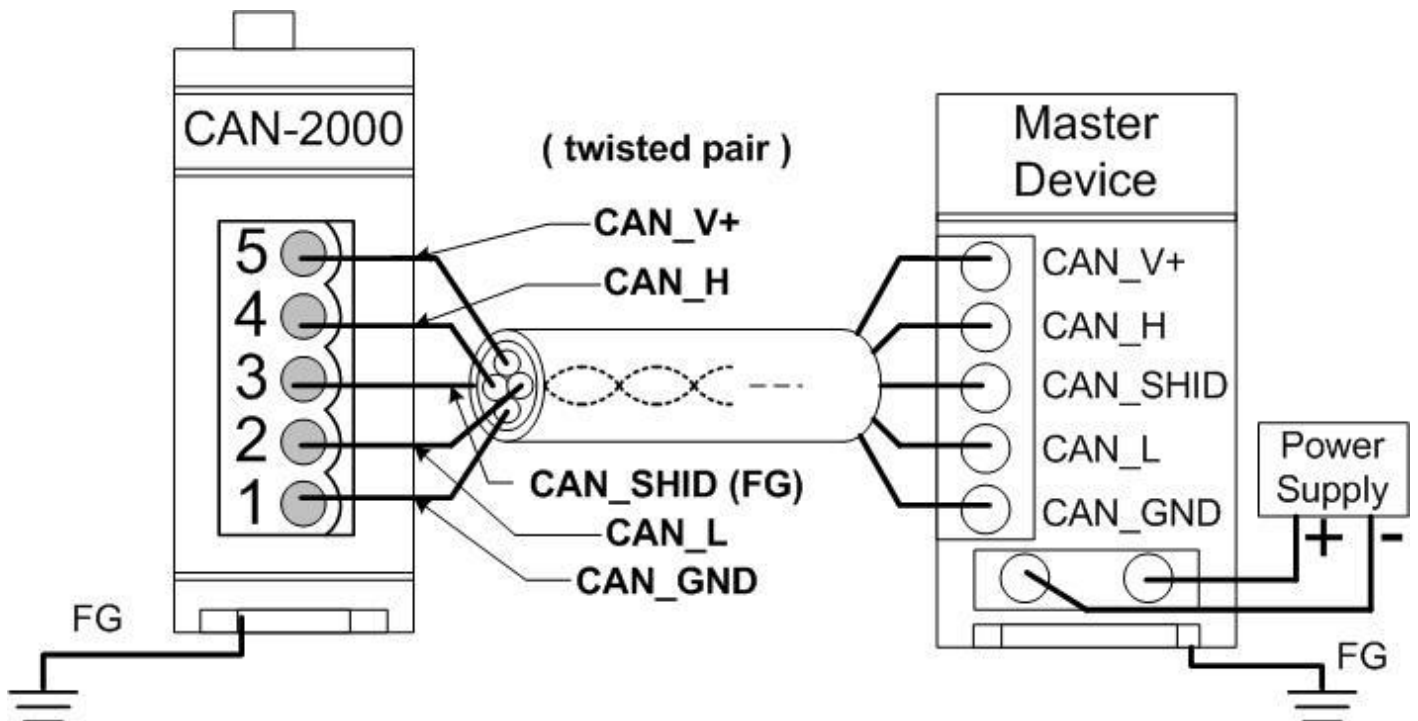 CAN-2000
( twisted pair )
Master
Device
CAN_V+
CAN_H
5
4
3
2
1
CAN_SHID (FG)
CAN_L
CAN_GND
CAN_V+
CAN_H
CAN_SHID
CAN_L
CAN_GND
Power
Supply
+ -
FG
FG